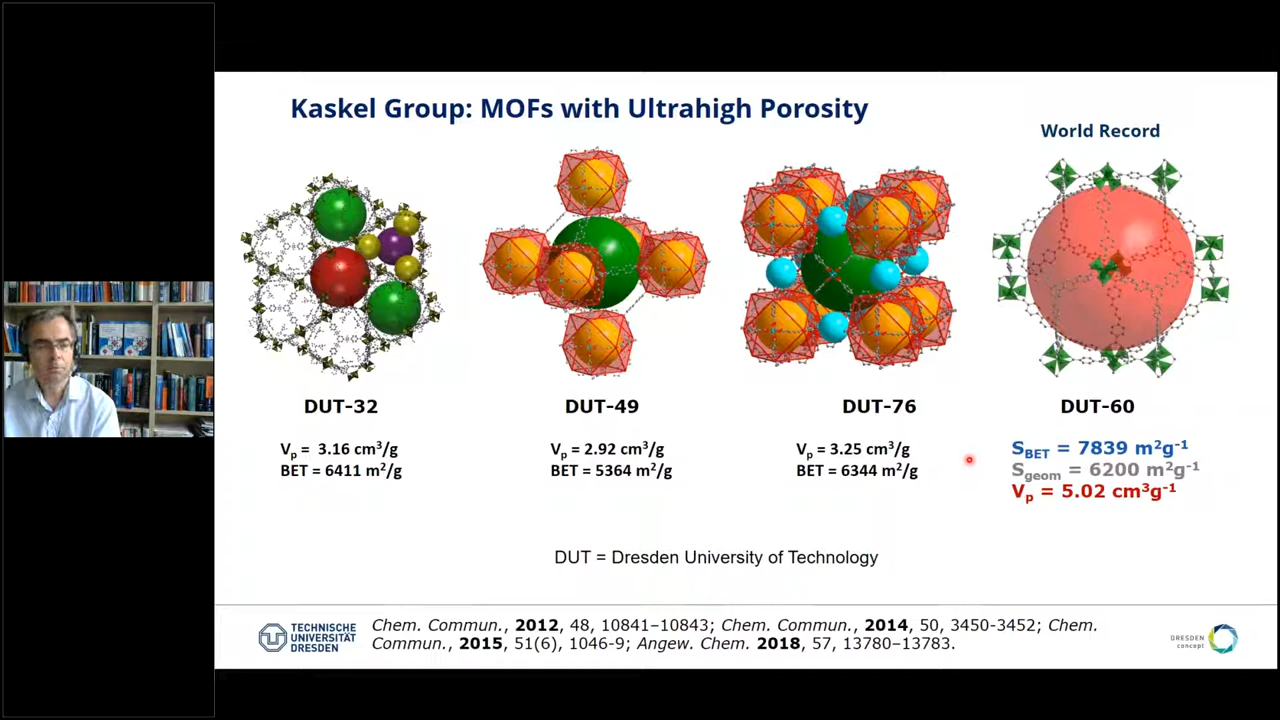 Kaskel Group: MOFs with Ultrahigh Porosity
World Record
DUT-32
DUT-49
DUT-76
DUT-60
Vp = 3.16 cm³/g
BET = 6411 m²/g
Vp = 2.92 cm³/g
BET = 5364 m²/g
Vp = 3.25 cm³/g
BET = 6344 m²/g
SBET = 7839 m²g⁻¹
Sgeom = 6200 m²g⁻¹
Vp = 5.02 cm³g⁻¹
DUT = Dresden University of Technology
TECHNISCHE
UNIVERSITÄT
DRESDEN
Chem. Commun., 2012, 48, 10841–10843; Chem. Commun., 2014, 50, 3450-3452; Chem.
Commun., 2015, 51(6), 1046-9; Angew. Chem. 2018, 57, 13780–13783.
DRESDEN
concept